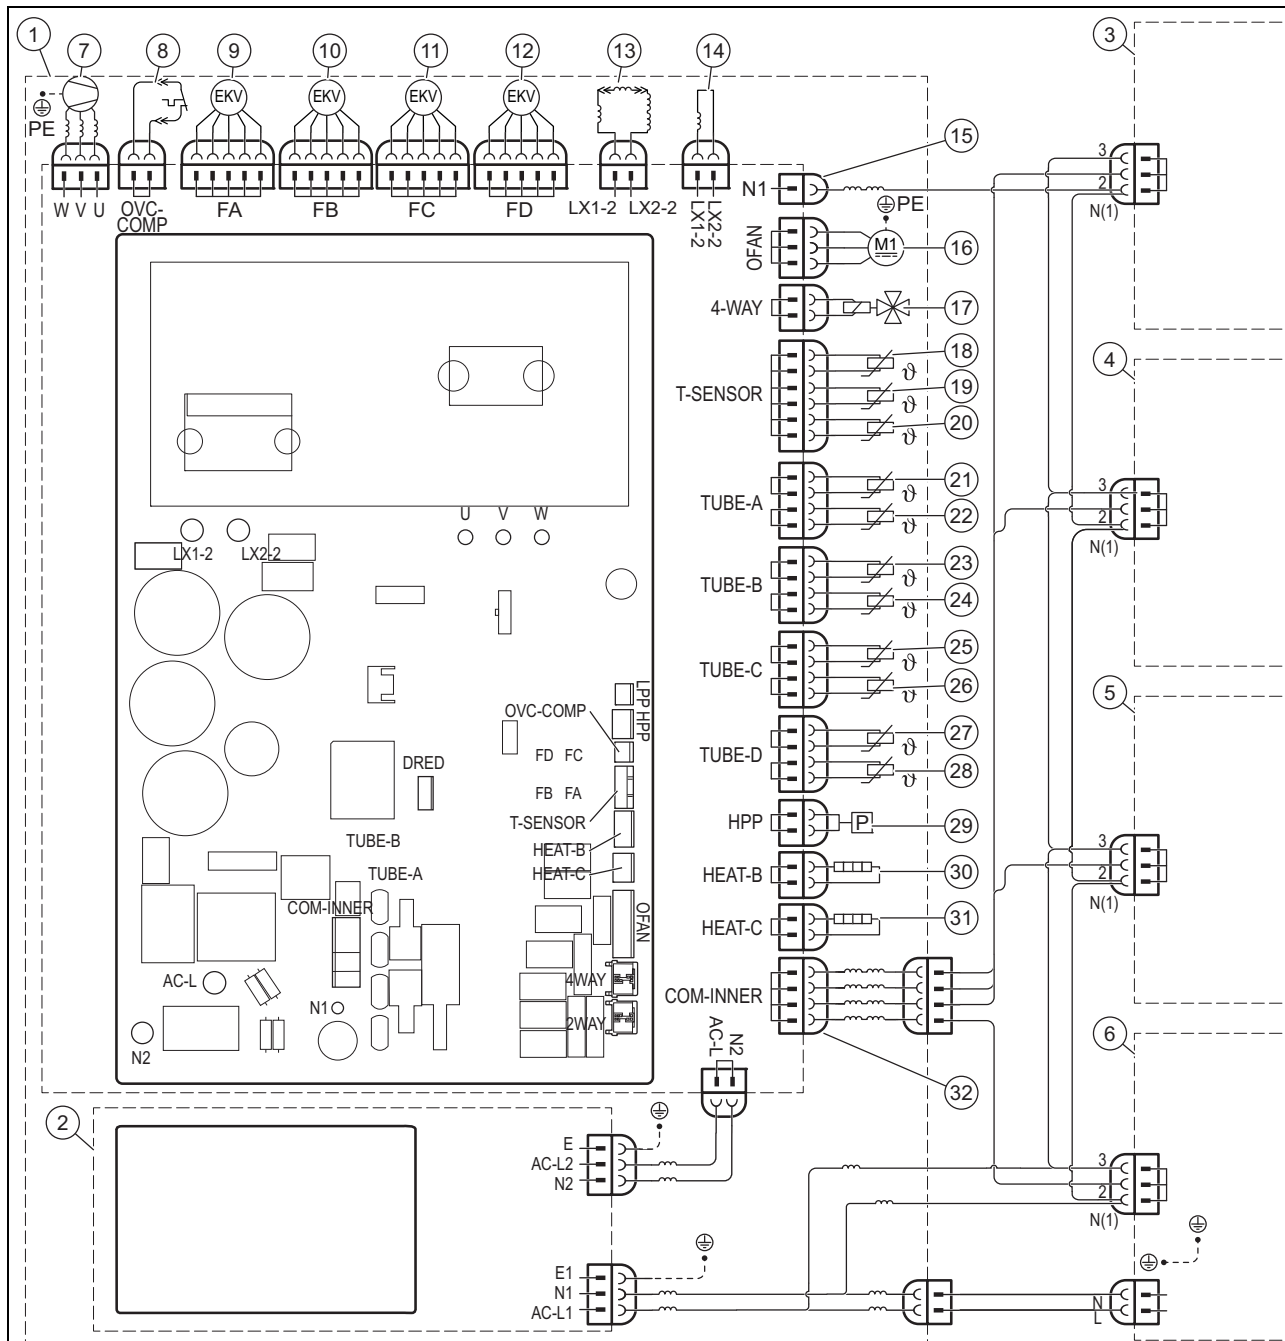 1 7 8 9 10 11 12 13 14 3
EKV EKV EKV EKV
PE
W V U
OVC-
COMP
FA FB FC FD
LX1-2 LX2-2
LX1-2
LX2-2
15
N1
3
2
N(1)
PE
OFAN
M1
16
4-WAY
17
T-SENSOR
18
ϑ
19
ϑ
20
ϑ
4
TUBE-A
21
ϑ
22
ϑ
3
2
N(1)
U V W
LX1-2 LX2-2
TUBE-B
23
ϑ
24
ϑ
TUBE-C
25
ϑ
26
ϑ
5
LPP HPP
OVC-COMP
FD FC
FB FA
DRED
T-SENSOR
TUBE-B
HEAT-B
HEAT-C
TUBE-A
COM-INNER
OFAN
AC-L
4WAY
N1
2WAY
N2
TUBE-D
27
ϑ
28
ϑ
HPP
P
29
HEAT-B
30
HEAT-C
31
3
2
N(1)
COM-INNER
AC-L
N2
32
6
2
E
AC-L2
N2
3
2
N(1)
E1
N1
AC-L1
N
L